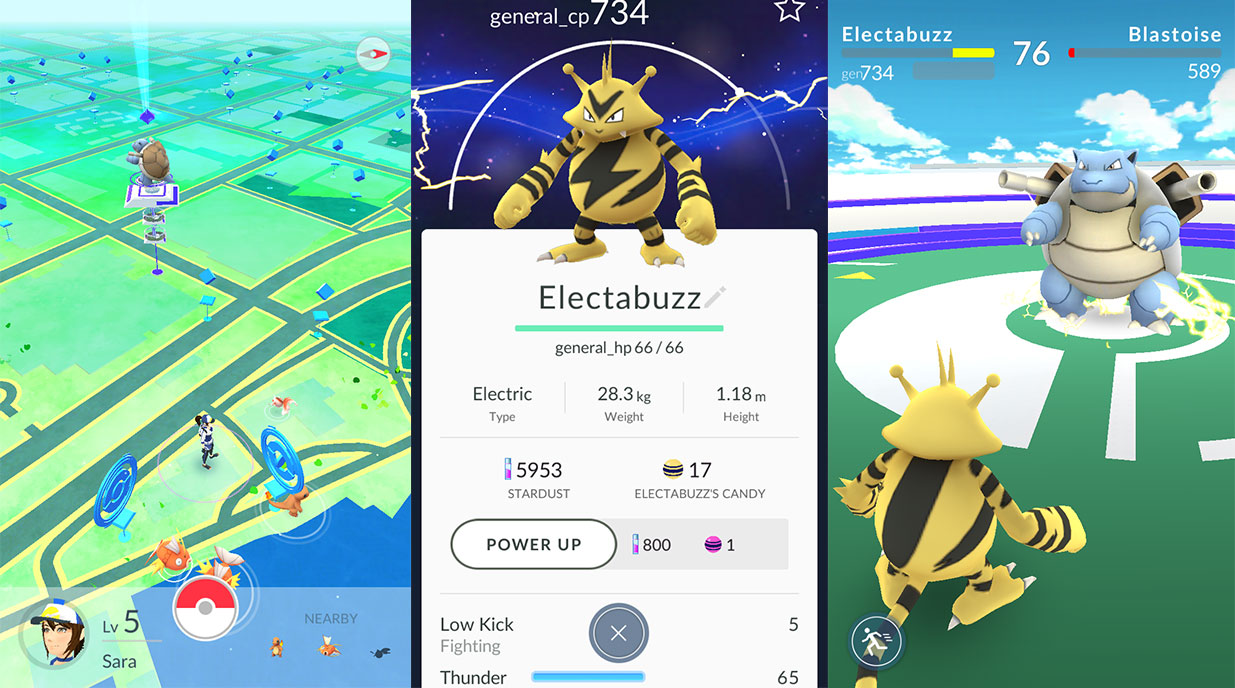 Lv 5
Sara
NEARBY
general_cp734
Electabuzz
general_hp 66 / 66
Electric
Type
28.3 kg
Weight
1.18 m
Height
5953
STARDUST
17
ELECTABUZZ'S CANDY
POWER UP
800
1
Low Kick
5
Fighting
Thunder
65
Electabuzz
76
Blastoise
gen734
589